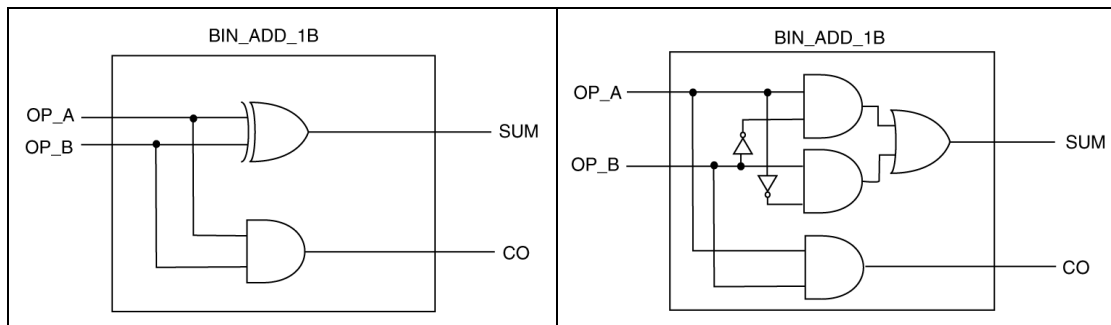 BIN_ADD_1B
OP_A
OP_B
SUM
CO
BIN_ADD_1B
OP_A
OP_B
SUM
CO